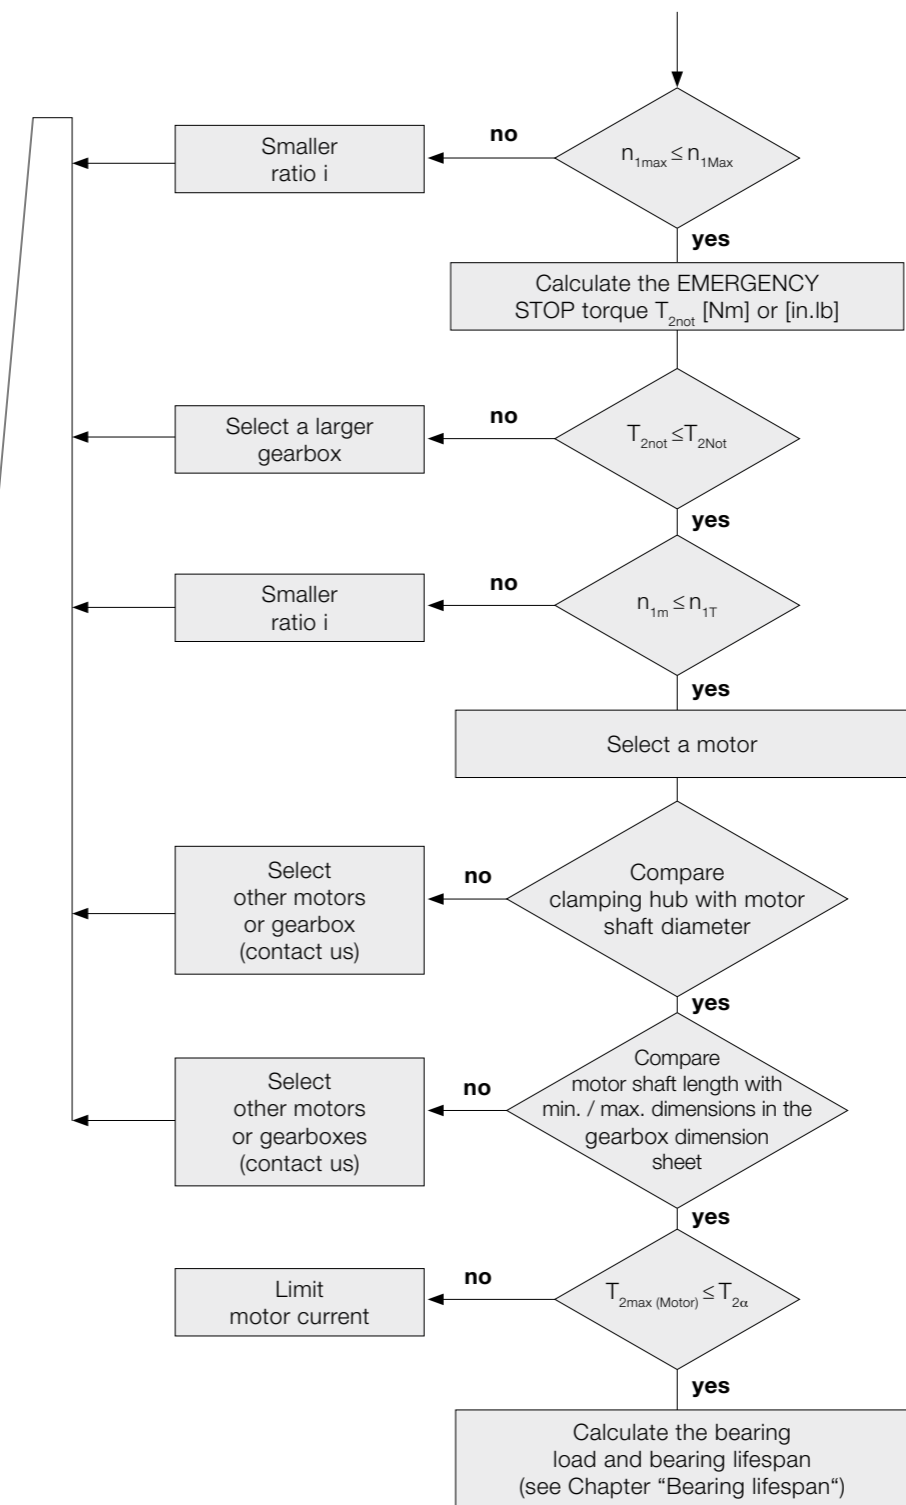 n1max ≤ n1Max
no
Smaller
ratio i
yes
Calculate the EMERGENCY
STOP torque T2not [Nm] or [in.lb]
T2not ≤T2Not
no
Select a larger
gearbox
yes
n1m ≤ n1T
no
Smaller
ratio i
yes
Select a motor
Compare
clamping hub with motor
shaft diameter
no
Select
other motors
or gearbox
(contact us)
yes
Compare
motor shaft length with
min. / max. dimensions in the
gearbox dimension
sheet
no
Select
other motors
or gearboxes
(contact us)
yes
T2max (Motor) ≤ T2α
no
Limit
motor current
yes
Calculate the bearing
load and bearing lifespan
(see Chapter “Bearing lifespan“)